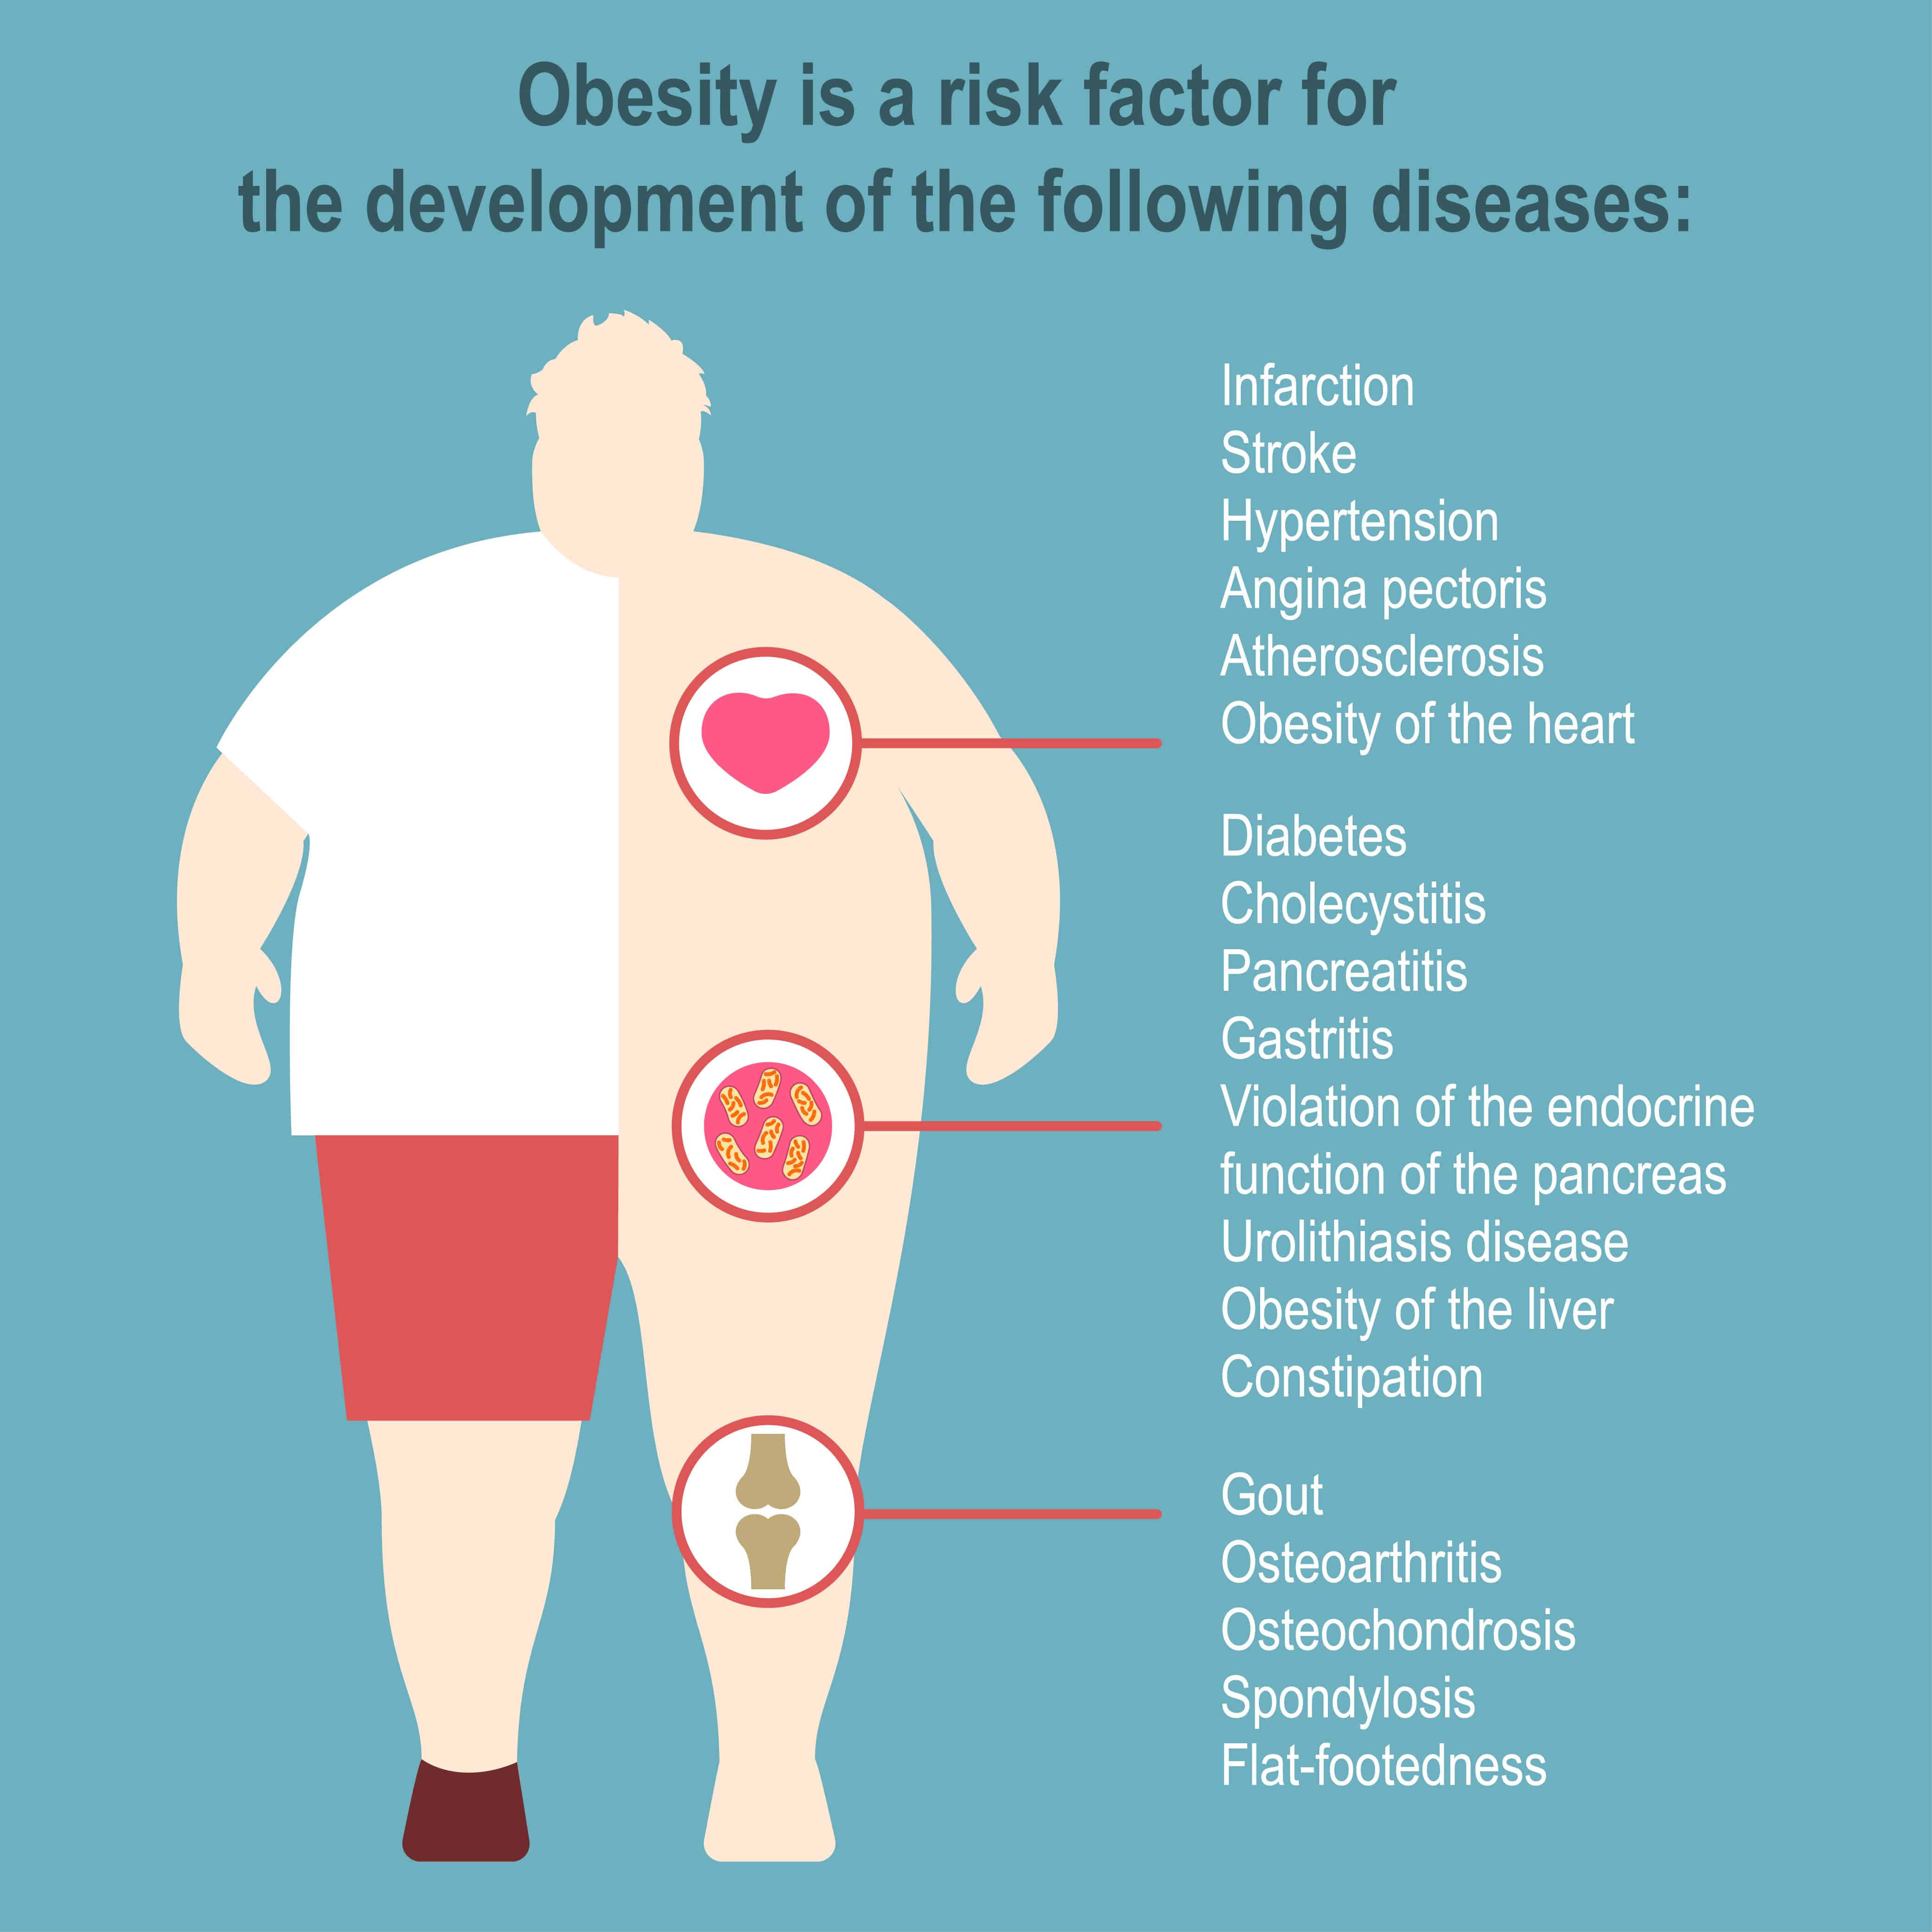 Obesity is a risk factor for
the development of the following diseases:
Infarction
Stroke
Hypertension
Angina pectoris
Atherosclerosis
Obesity of the heart
Diabetes
Cholecystitis
Pancreatitis
Gastritis
Violation of the endocrine
function of the pancreas
Urolithiasis disease
Obesity of the liver
Constipation
Gout
Osteoarthritis
Osteochondrosis
Spondylosis
Flat-footedness